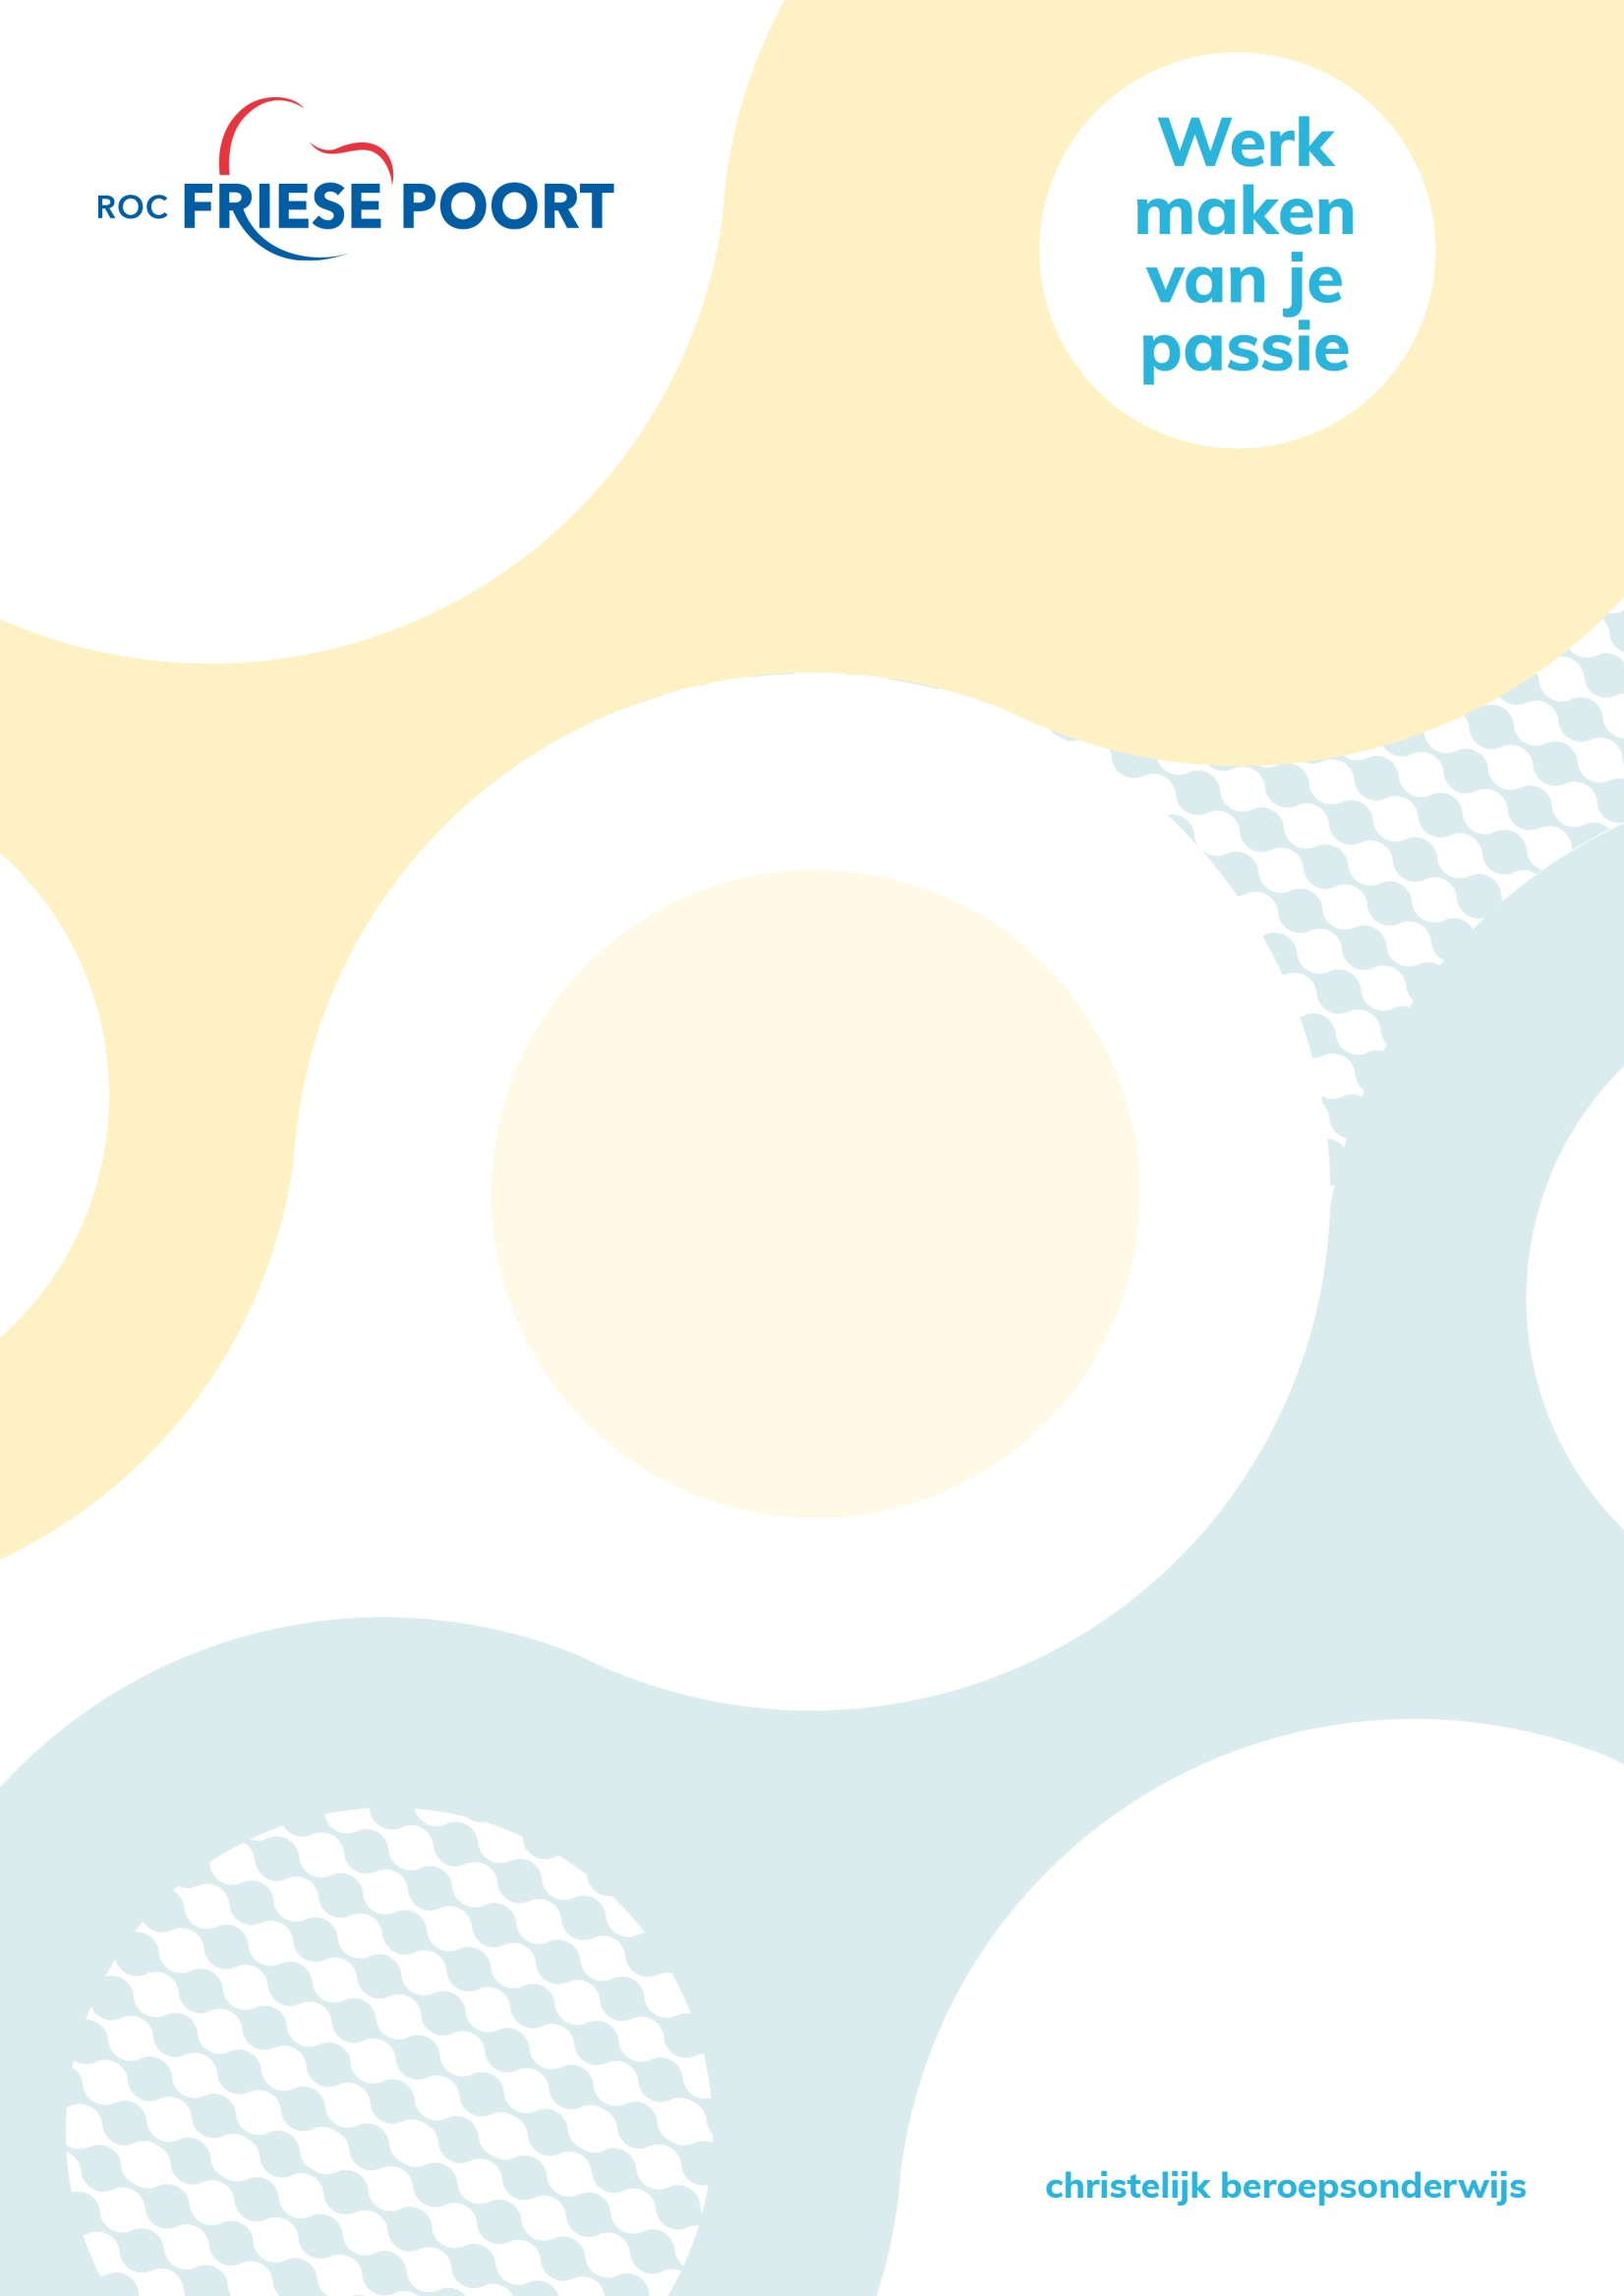 ROC FRIESE POORT
Werk
maken
van je
passie
christelijk beroepsonderwijs